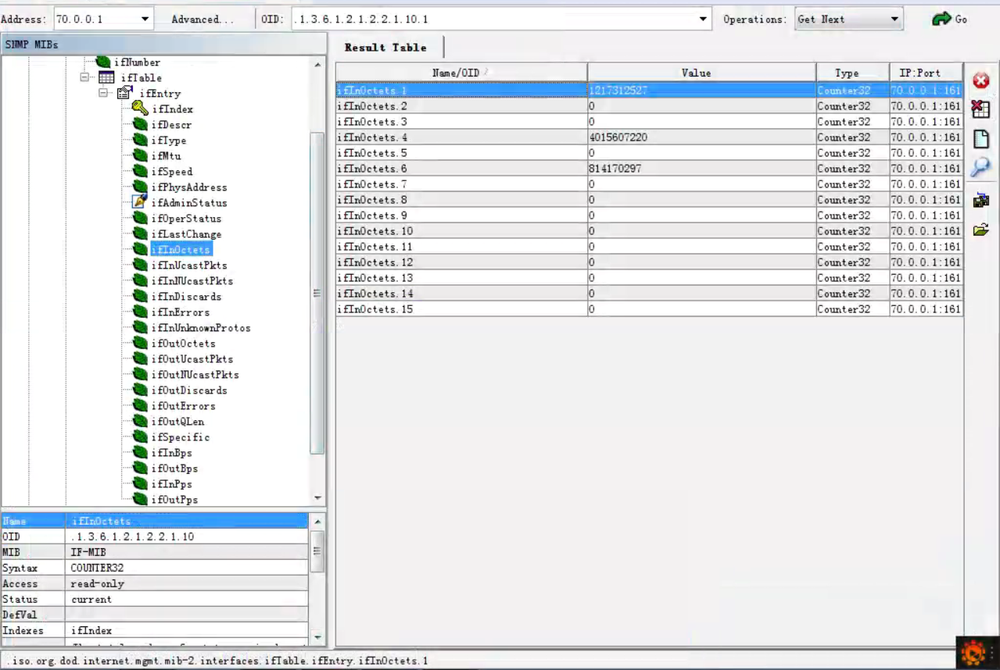 Address: 70.0.0.1 Advanced... OID: .1.3.6.1.2.1.2.2.1.10.1 Operations: Get Next Go
SNMP MIBs
ifNumber
ifTable
ifEntry
ifIndex
ifDescr
ifType
ifMtu
ifSpeed
ifPhysAddress
ifAdminStatus
ifOperStatus
ifLastChange
ifInOctets
ifInUcastPkts
ifInNUcastPkts
ifInDiscards
ifInErrors
ifInUnknownProtos
ifOutOctets
ifOutUcastPkts
ifOutNUcastPkts
ifOutDiscards
ifOutErrors
ifOutQLen
ifSpecific
ifInBps
ifOutBps
ifInPps
ifOutPps
Name ifInOctets
OID .1.3.6.1.2.1.2.2.1.10
MIB IF-MIB
Syntax COUNTER32
Access read-only
Status current
DefVal
Indexes ifIndex
Result Table
Name/OID Value Type IP:Port
ifInOctets.1 1217312527 Counter32 70.0.0.1:161
ifInOctets.2 0 Counter32 70.0.0.1:161
ifInOctets.3 0 Counter32 70.0.0.1:161
ifInOctets.4 4015607220 Counter32 70.0.0.1:161
ifInOctets.5 0 Counter32 70.0.0.1:161
ifInOctets.6 814170297 Counter32 70.0.0.1:161
ifInOctets.7 0 Counter32 70.0.0.1:161
ifInOctets.8 0 Counter32 70.0.0.1:161
ifInOctets.9 0 Counter32 70.0.0.1:161
ifInOctets.10 0 Counter32 70.0.0.1:161
ifInOctets.11 0 Counter32 70.0.0.1:161
ifInOctets.12 0 Counter32 70.0.0.1:161
ifInOctets.13 0 Counter32 70.0.0.1:161
ifInOctets.14 0 Counter32 70.0.0.1:161
ifInOctets.15 0 Counter32 70.0.0.1:161
.iso.org.dod.internet.mgmt.mib-2.interfaces.ifTable.ifEntry.ifInOctets.1